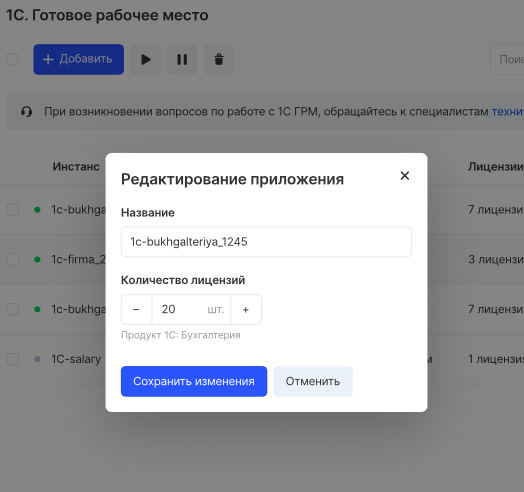 1С. Готовое рабочее место
Добавить
Поис
При возникновении вопросов по работе с 1С ГРМ, обращайтесь к специалистам техни
Инстанс
Лицензии
1c-bukhga
7 лицензи
1c-firma_2
3 лицензи
1c-bukhga
7 лицензи
1C-salary
м
1 лицензия
Редактирование приложения
Название
1c-bukhgalteriya_1245
Количество лицензий
− 20 шт. +
Продукт 1С: Бухгалтерия
Сохранить изменения
Отменить